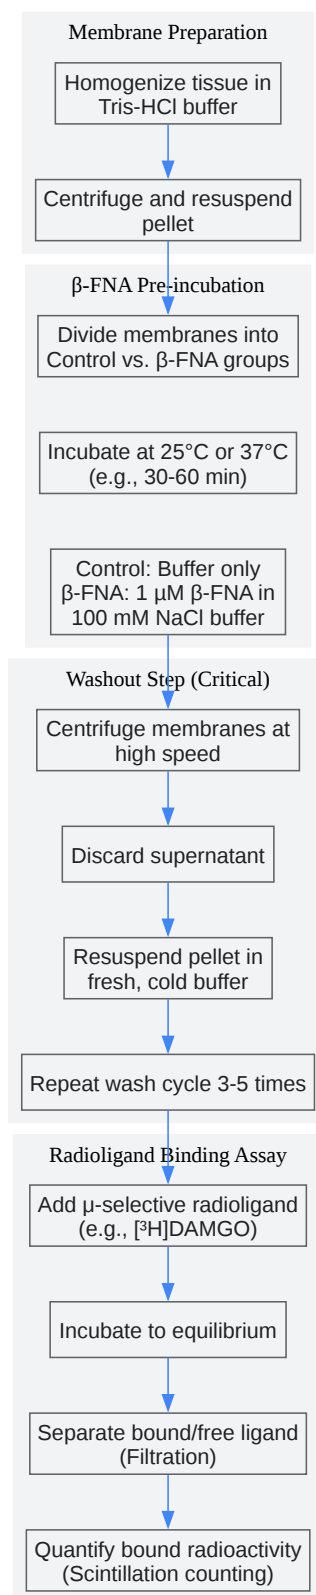 Membrane Preparation
Homogenize tissue in
Tris-HCl buffer
Centrifuge and resuspend
pellet
β-FNA Pre-incubation
Divide membranes into
Control vs. β-FNA groups
Incubate at 25°C or 37°C
(e.g., 30-60 min)
Control: Buffer only
β-FNA: 1 µM β-FNA in
100 mM NaCl buffer
Washout Step (Critical)
Centrifuge membranes at
high speed
Discard supernatant
Resuspend pellet in
fresh, cold buffer
Repeat wash cycle 3-5 times
Radioligand Binding Assay
Add µ-selective radioligand
(e.g., [³H]DAMGO)
Incubate to equilibrium
Separate bound/free ligand
(Filtration)
Quantify bound radioactivity
(Scintillation counting)